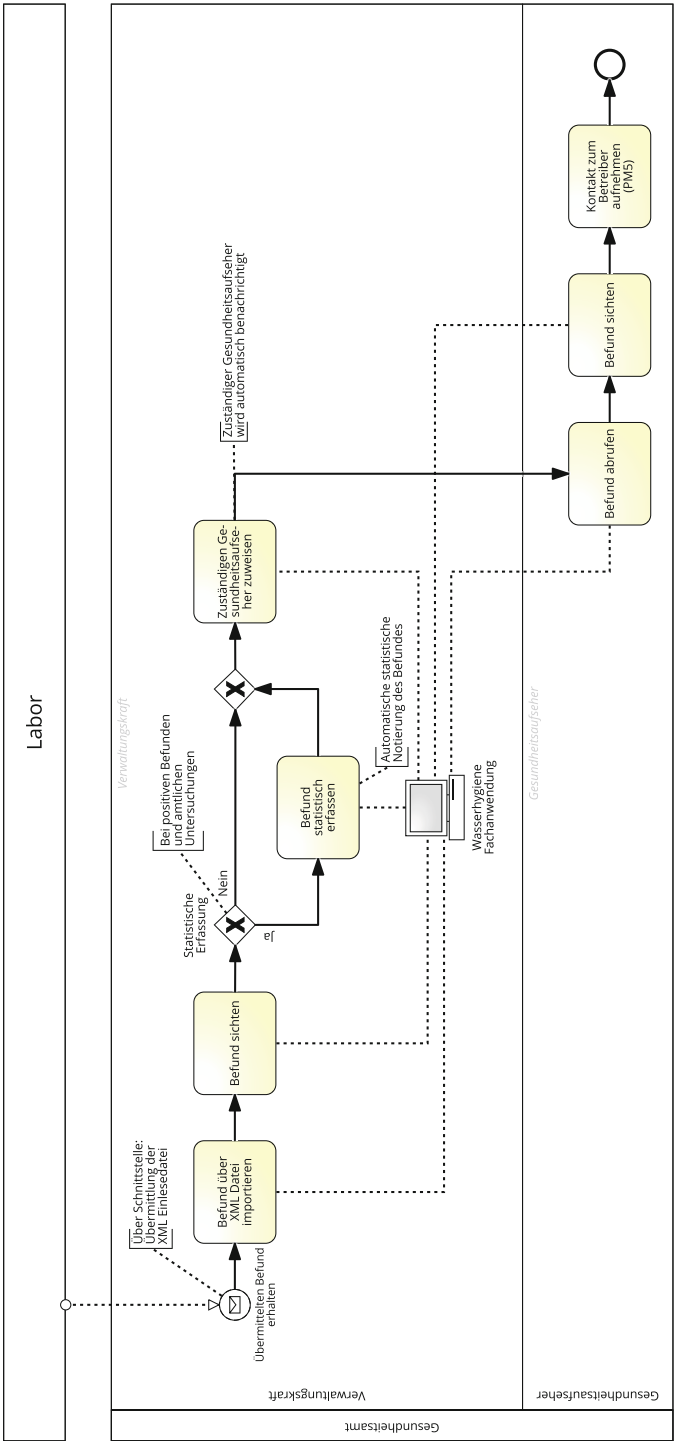 Labor
Gesundheitsamt
Verwaltungskraft
Verwaltungskraft
Über Schnittstelle:
Übermittlung der
XML Einlesedatei
Übermittelten Befund
erhalten
Befund über
XML Datei
importieren
Befund sichten
Statistische
Erfassung
Bei positiven Befunden
und amtlichen
Untersuchungen
Nein
Ja
Befund
statistisch
erfassen
Automatische statistische
Notierung des Befundes
Wasserhygiene
Fachanwendung
Zuständigen Ge-
sundheitsaufse-
her zuweisen
Zuständiger Gesundheitsaufseher
wird automatisch benachrichtigt
Gesundheitsaufseher
Gesundheitsaufseher
Befund abrufen
Befund sichten
Kontakt zum
Betreiber
aufnehmen
(PM5)